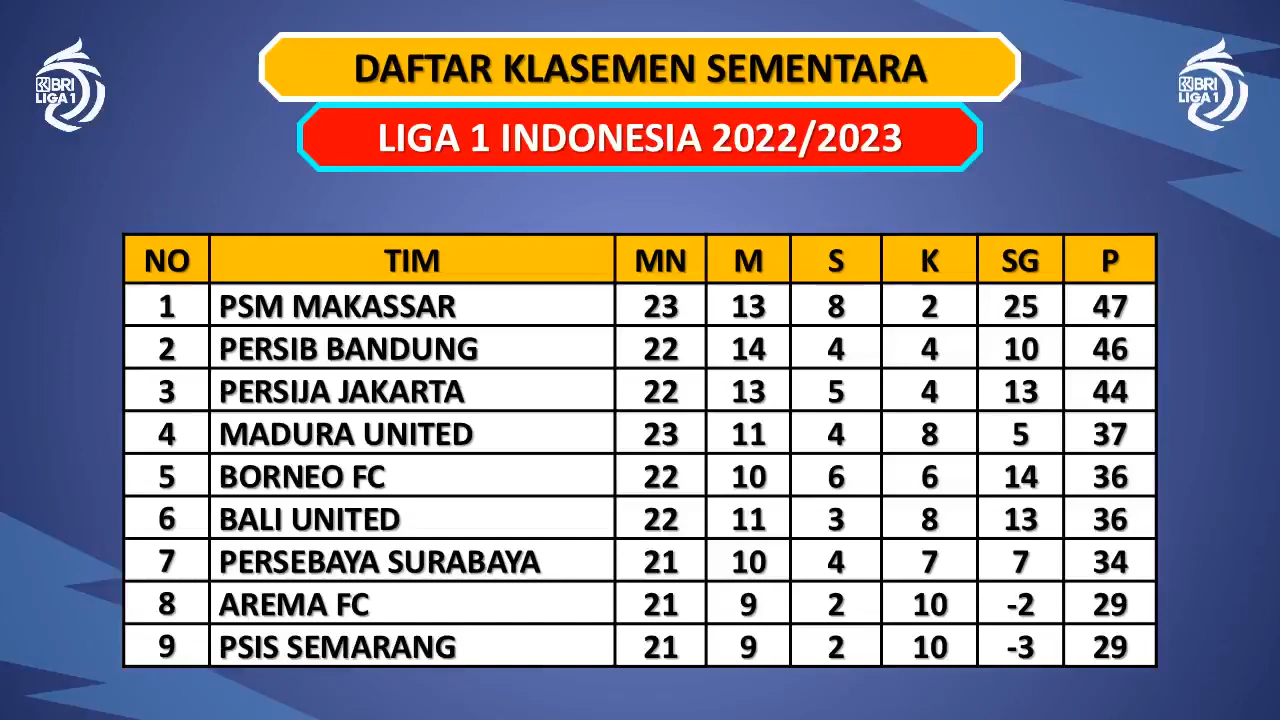 DAFTAR KLASEMEN SEMENTARA
BRI
LIGA 1
BRI
LIGA 1
LIGA 1 INDONESIA 2022/2023
NO TIM MN M S K SG P
1 PSM MAKASSAR 23 13 8 2 25 47
2 PERSIB BANDUNG 22 14 4 4 10 46
3 PERSIJA JAKARTA 22 13 5 4 13 44
4 MADURA UNITED 23 11 4 8 5 37
5 BORNEO FC 22 10 6 6 14 36
6 BALI UNITED 22 11 3 8 13 36
7 PERSEBAYA SURABAYA 21 10 4 7 7 34
8 AREMA FC 21 9 2 10 -2 29
9 PSIS SEMARANG 21 9 2 10 -3 29